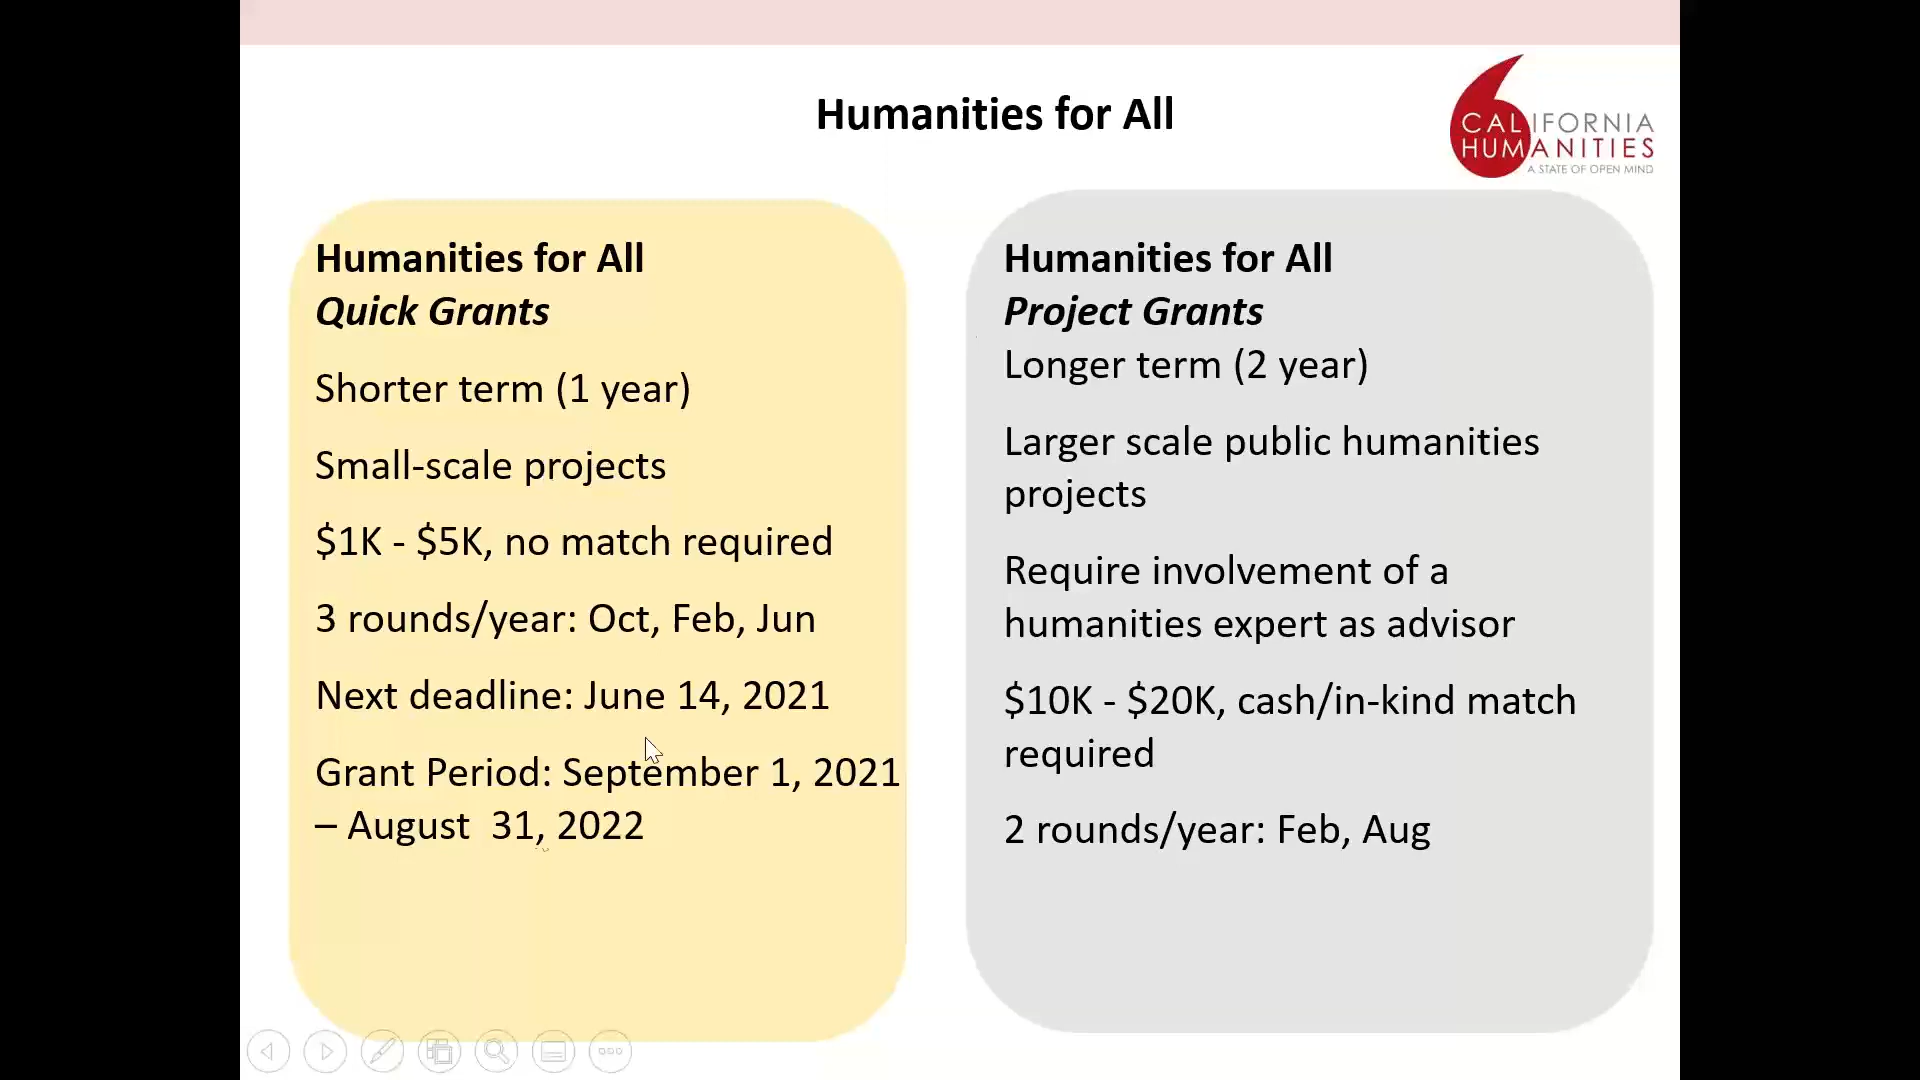 Humanities for All
CALIFORNIA
HUMANITIES
A STATE OF OPEN MIND
Humanities for All
Quick Grants
Shorter term (1 year)
Small-scale projects
$1K - $5K, no match required
3 rounds/year: Oct, Feb, Jun
Next deadline: June 14, 2021
Grant Period: September 1, 2021
– August  31, 2022
Humanities for All
Project Grants
Longer term (2 year)
Larger scale public humanities
projects
Require involvement of a
humanities expert as advisor
$10K - $20K, cash/in-kind match
required
2 rounds/year: Feb, Aug